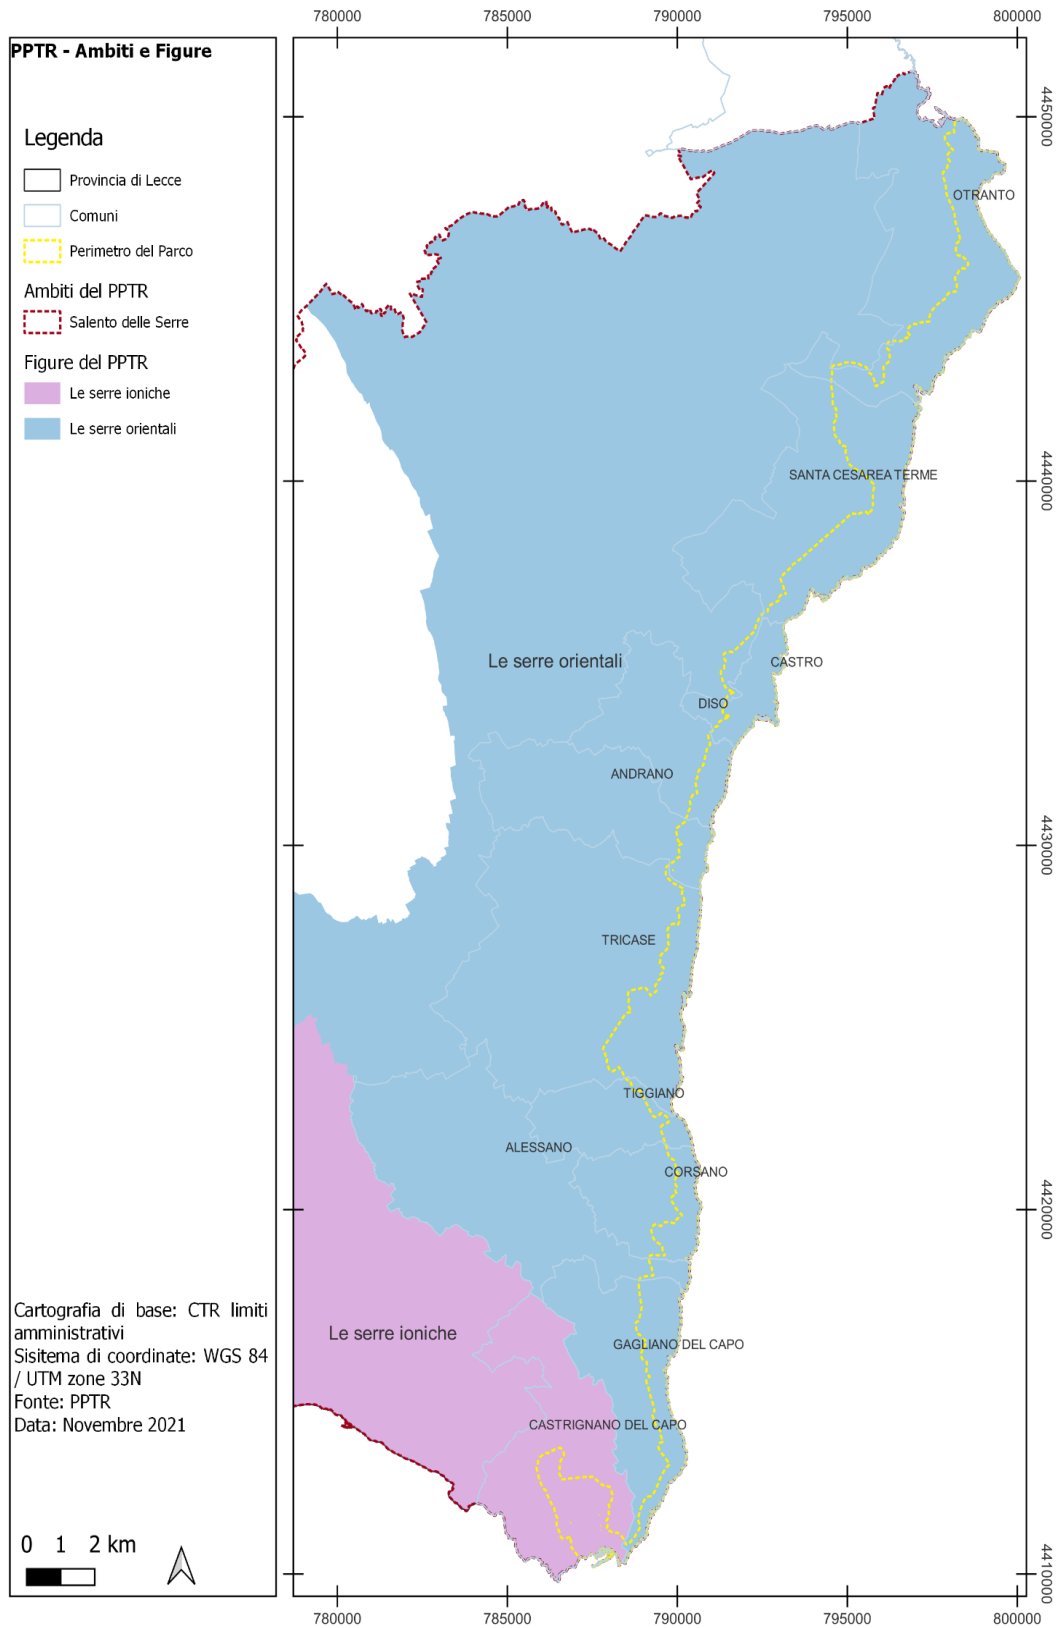 780000 785000 790000 795000 800000
PPTR - Ambiti e Figure
Legenda
Provincia di Lecce
Comuni
Perimetro del Parco
Ambiti del PPTR
Salento delle Serre
Figure del PPTR
Le serre ioniche
Le serre orientali
4450000
OTRANTO
SANTA CESAREA TERME
4440000
Le serre orientali
CASTRO
DISO
ANDRANO
4430000
TRICASE
TIGGIANO
ALESSANO
CORSANO
4420000
Le serre ioniche
GAGLIANO DEL CAPO
CASTRIGNANO DEL CAPO
4410000
Cartografia di base: CTR limiti
amministrativi
Sisitema di coordinate: WGS 84
/ UTM zone 33N
Fonte: PPTR
Data: Novembre 2021
0 1 2 km
780000 785000 790000 795000 800000